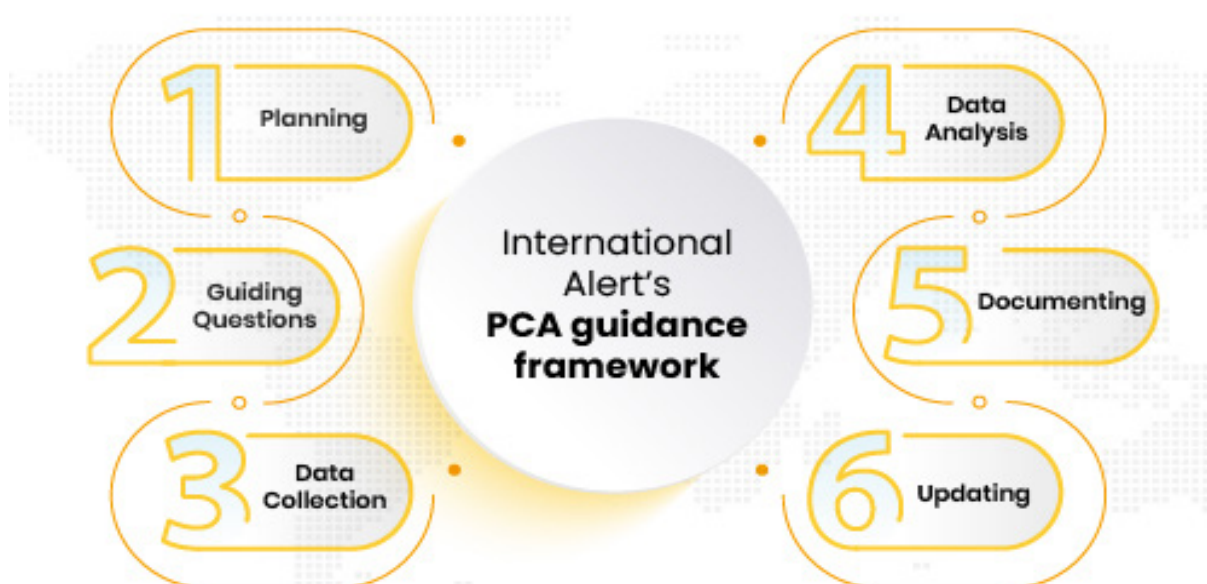 1
Planning
2
Guiding
Questions
3
Data
Collection
International
Alert's
PCA guidance
framework
4
Data
Analysis
5
Documenting
6
Updating